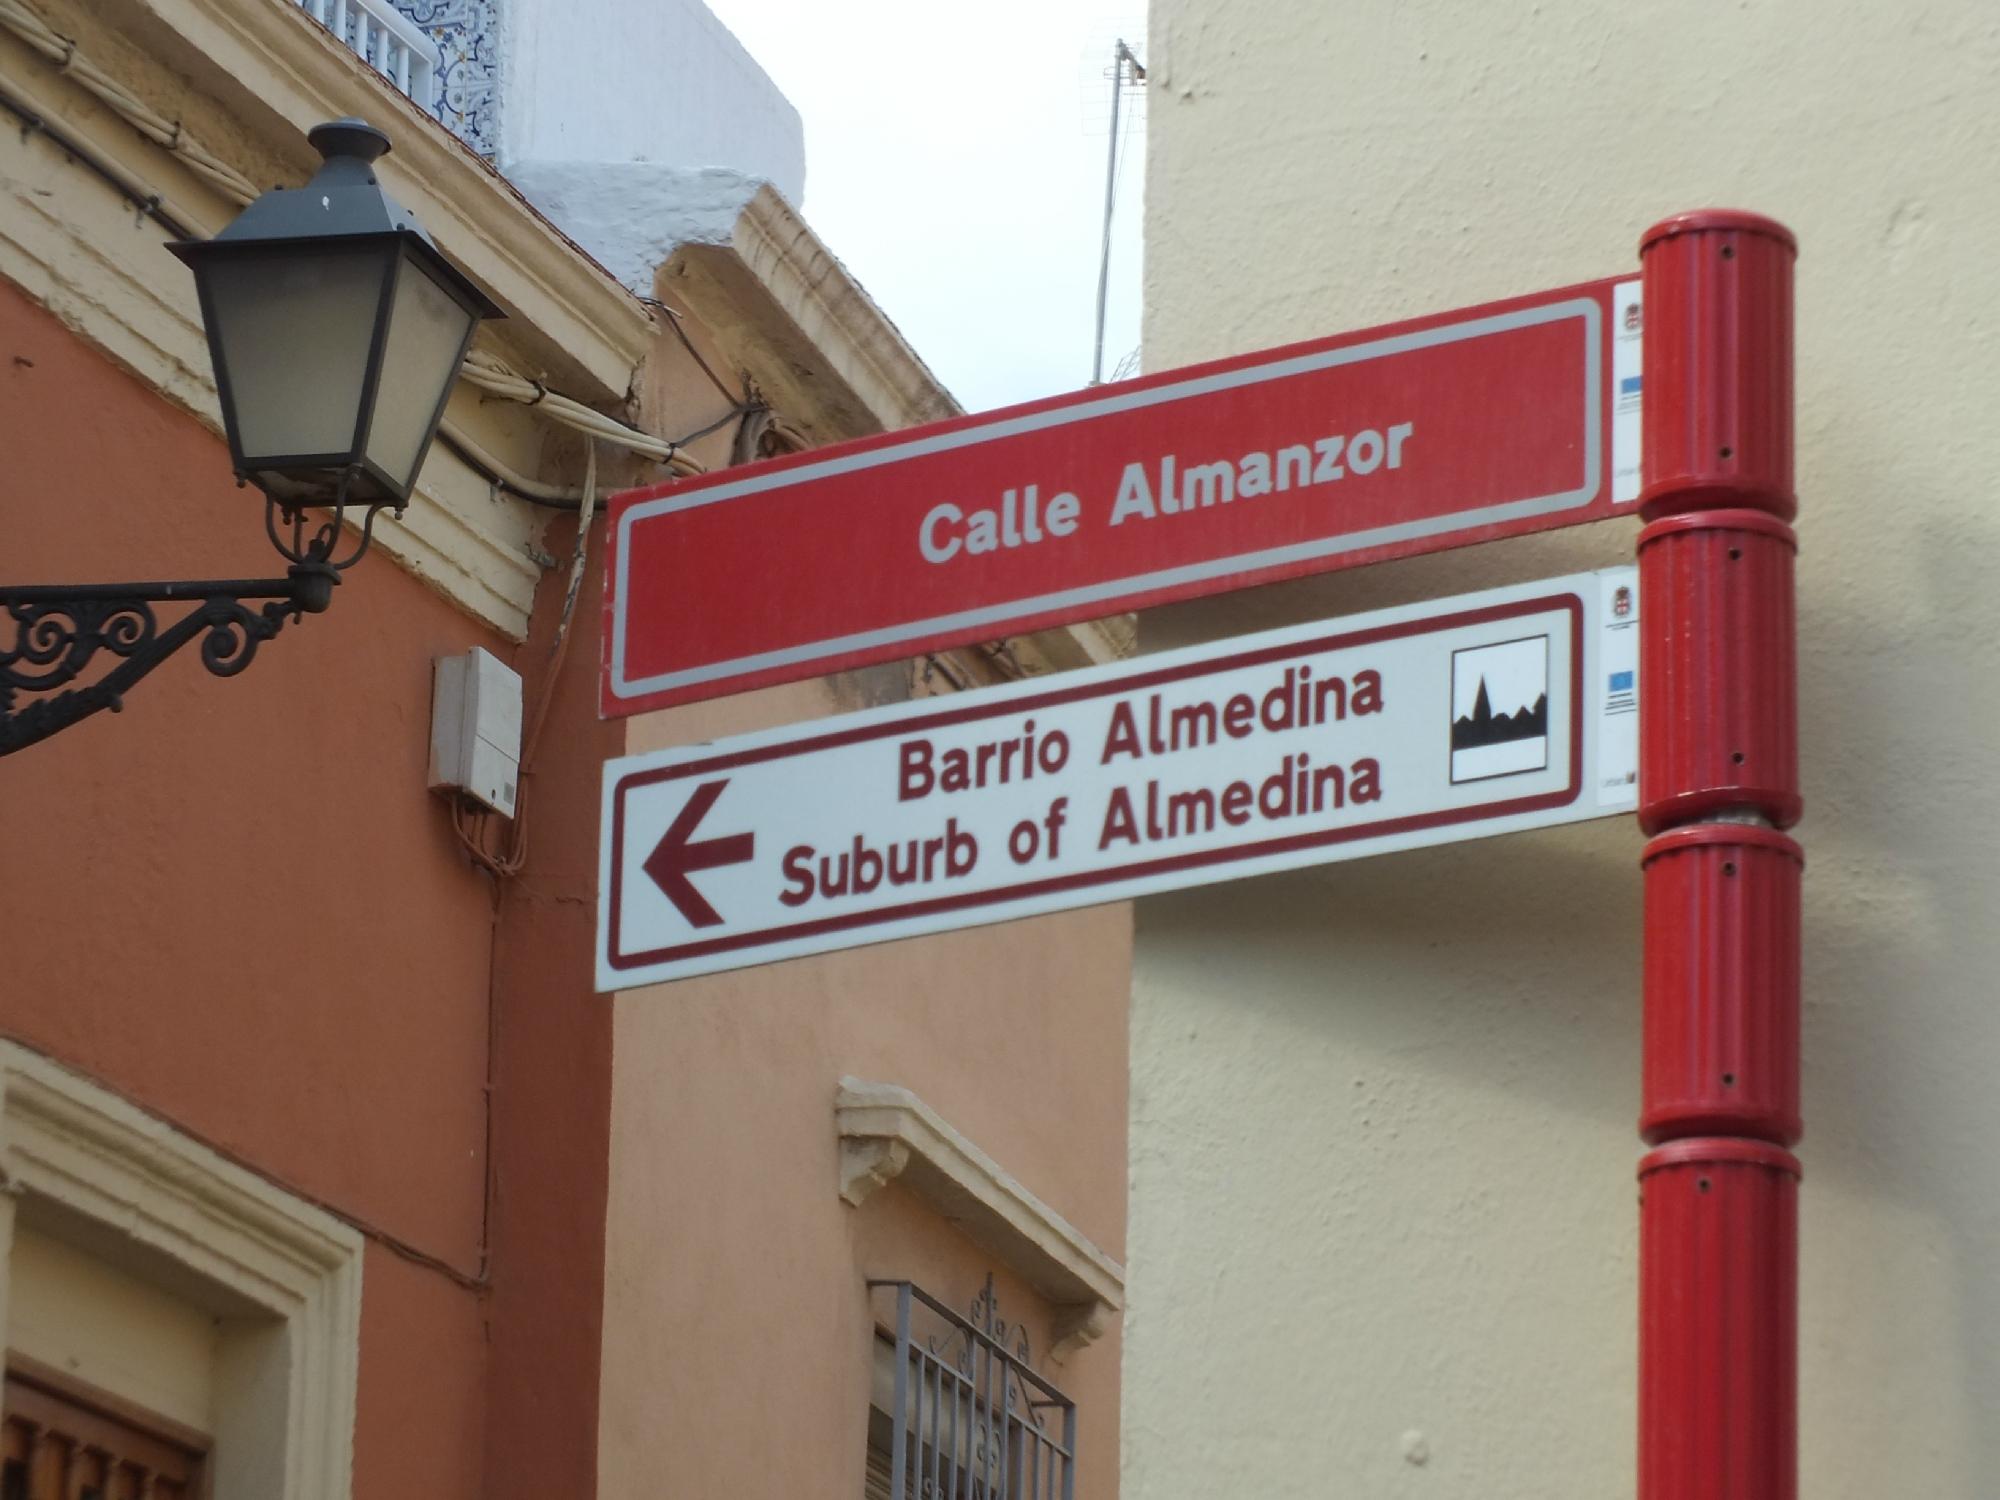 Calle Almanzor
Barrio Almedina
Suburb of Almedina